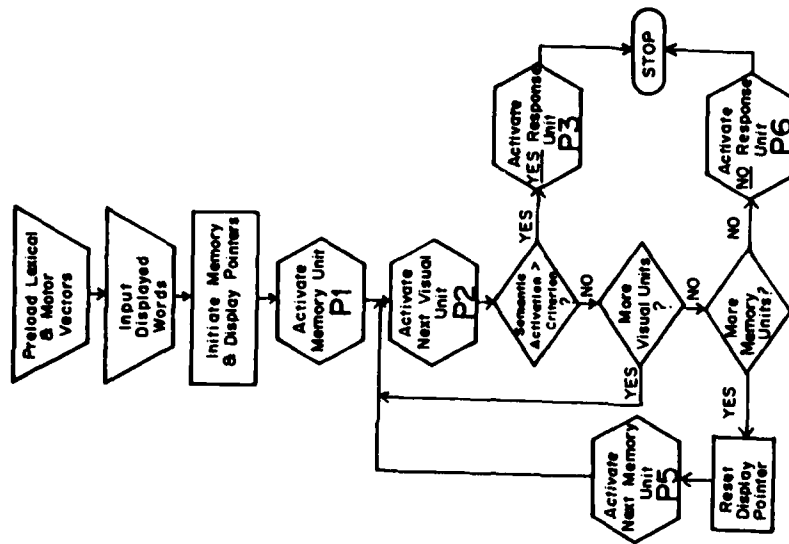 Preload Lexical
& Motor
Vectors
Input
Displayed
Words
Initiate Memory
& Display Pointers
Activate
Memory Unit
P1
Activate
Next Visual
Unit
P2
Semantic
Activation >
Criteria
?
YES
Activate
YES Response
Unit
P3
STOP
NO
More
Visual Units
?
YES
NO
More
Memory
Units?
NO
Activate
NO Response
Unit
P6
YES
Reset
Display
Pointer
Activate
Next Memory
Unit
P5